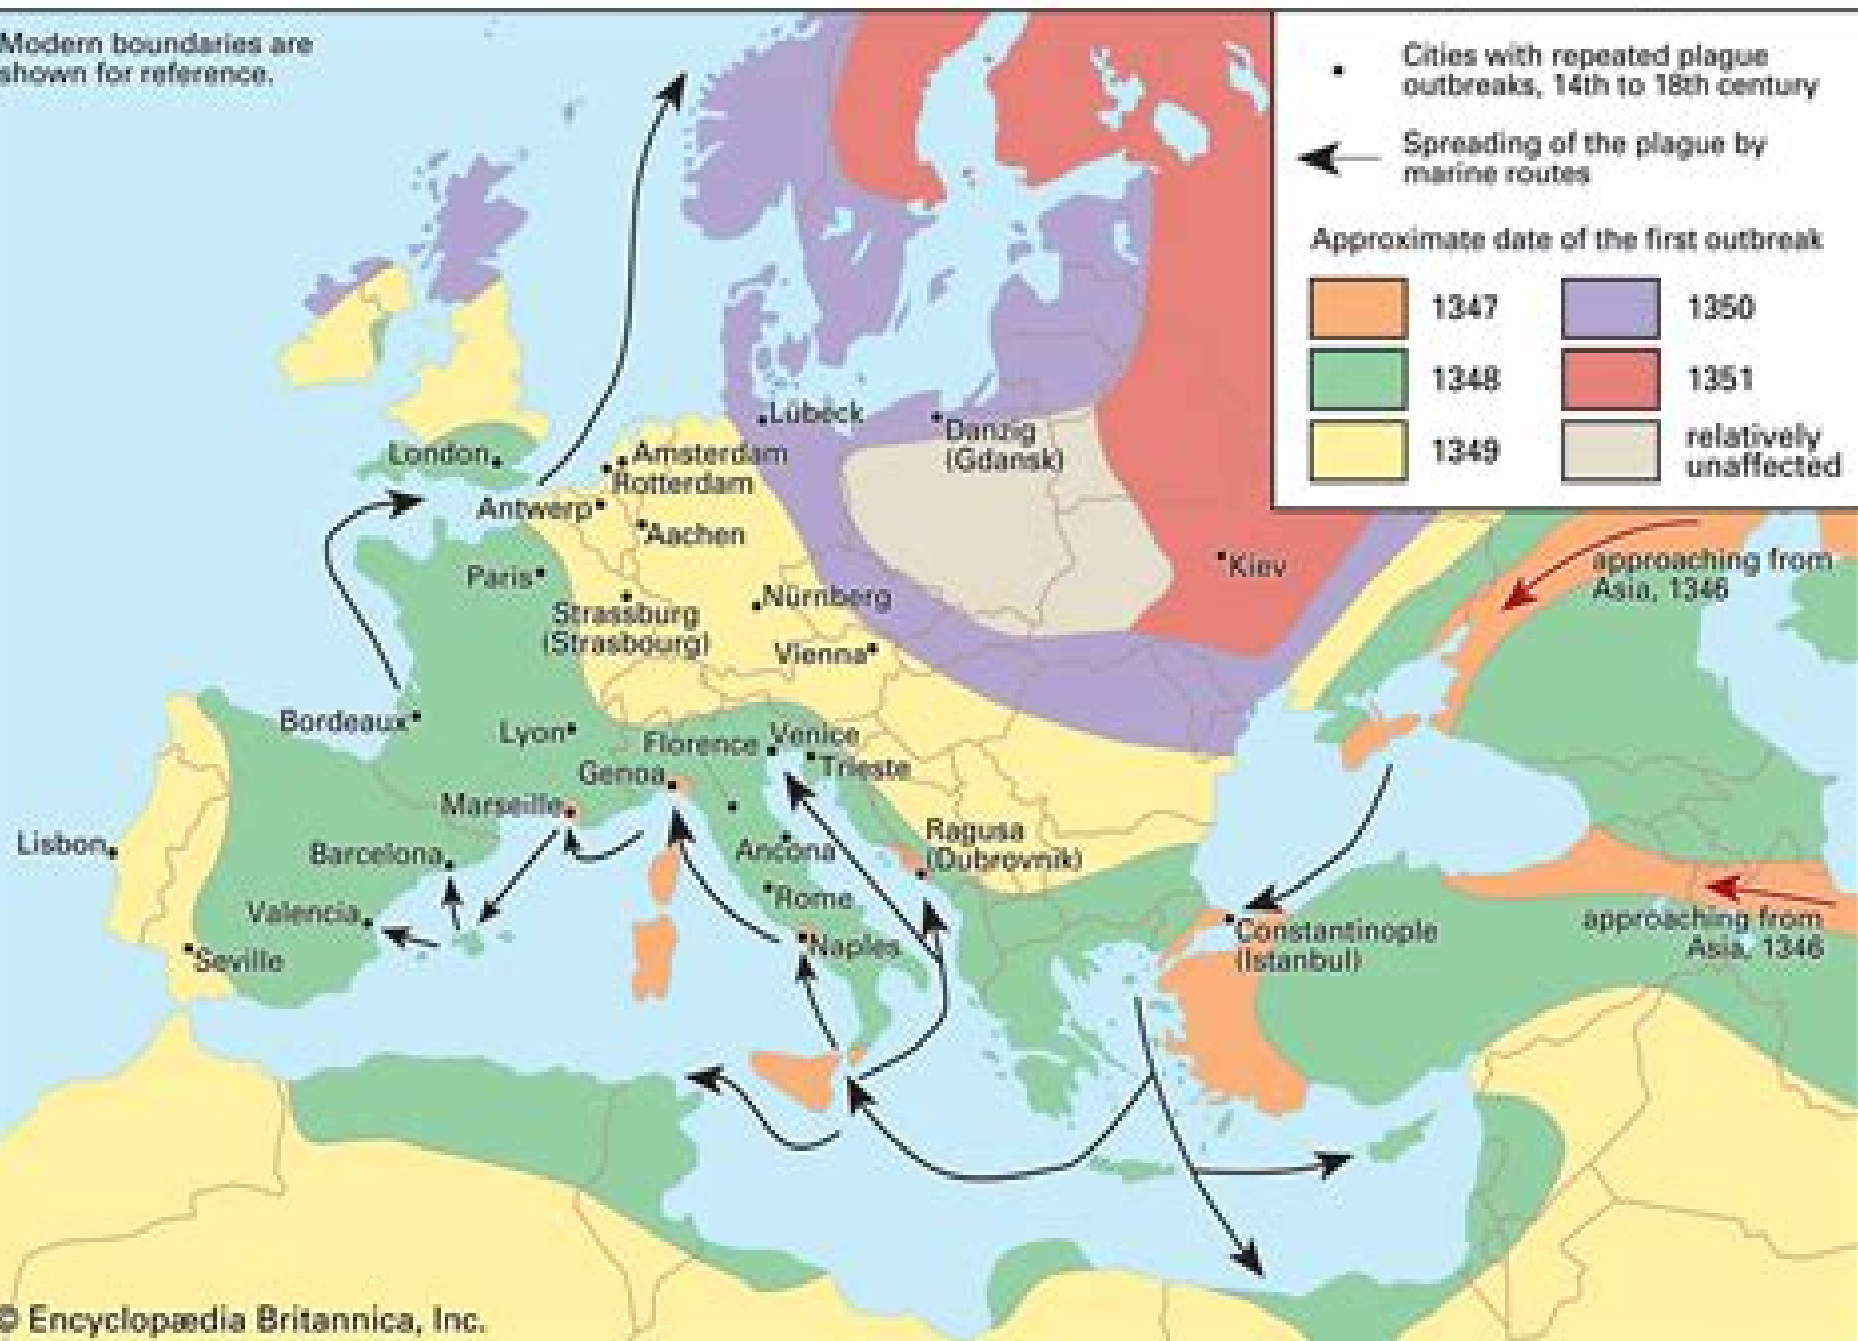 Modern boundaries are
shown for reference.
Cities with repeated plague
outbreaks, 14th to 18th century
Spreading of the plague by
marine routes
Approximate date of the first outbreak
1347
1350
1348
1351
1349
relatively
unaffected
Lübeck
Danzig
(Gdansk)
London
Amsterdam
Rotterdam
Antwerp
Aachen
Paris
Kiev
approaching from
Asia, 1346
Strassburg
(Strasbourg)
Nürnberg
Vienna
Bordeaux
Lyon
Florence
Venice
Trieste
Genoa
Marseille
Lisbon
Barcelona
Ancona
Ragusa
(Dubrovnik)
Rome
Valencia
Seville
Naples
Constantinople
(Istanbul)
approaching from
Asia, 1346
© Encyclopædia Britannica, Inc.